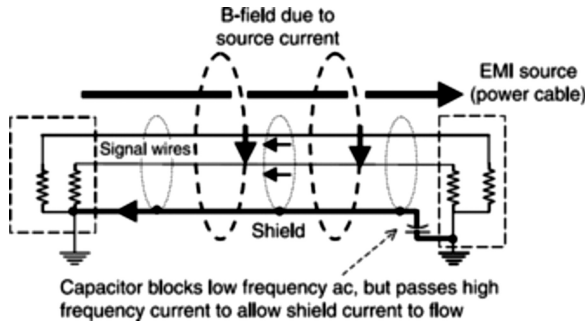 B-field due to
source current
EMI source
(power cable)
Signal wires
Shield
Capacitor blocks low frequency ac, but passes high
frequency current to allow shield current to flow